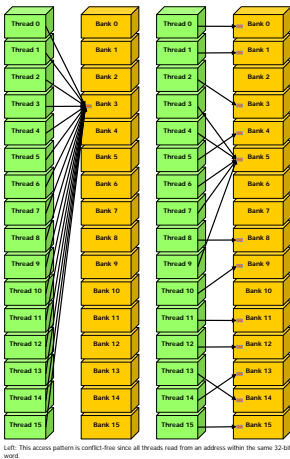 Thread 0 Bank 0 Thread 0 Bank 0
Thread 1 Bank 1 Thread 1 Bank 1
Thread 2 Bank 2 Thread 2 Bank 2
Thread 3 Bank 3 Thread 3 Bank 3
Thread 4 Bank 4 Thread 4 Bank 4
Thread 5 Bank 5 Thread 5 Bank 5
Thread 6 Bank 6 Thread 6 Bank 6
Thread 7 Bank 7 Thread 7 Bank 7
Thread 8 Bank 8 Thread 8 Bank 8
Thread 9 Bank 9 Thread 9 Bank 9
Thread 10 Bank 10 Thread 10 Bank 10
Thread 11 Bank 11 Thread 11 Bank 11
Thread 12 Bank 12 Thread 12 Bank 12
Thread 13 Bank 13 Thread 13 Bank 13
Thread 14 Bank 14 Thread 14 Bank 14
Thread 15 Bank 15 Thread 15 Bank 15
Left: This access pattern is conflict-free since all threads read from an address within the same 32-bit
word.